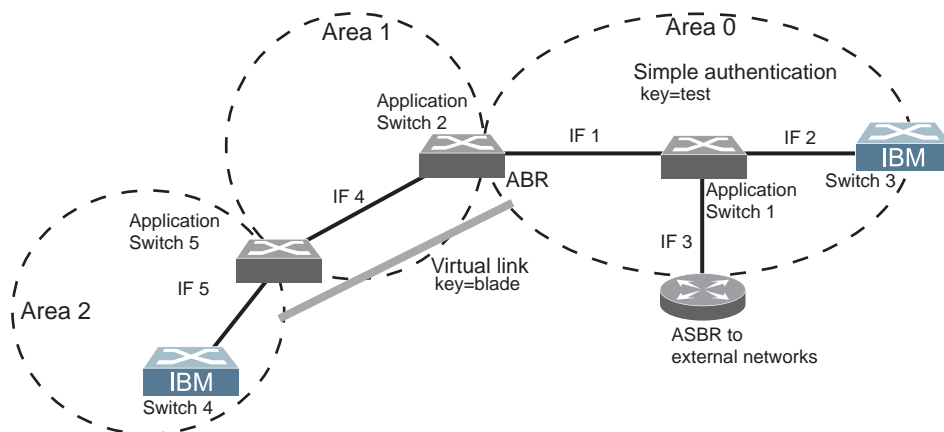 Area 1
Area 0
Simple authentication
key=test
Application
Switch 2
IF 1
IF 2
IBM
Switch 3
ABR
Application
Switch 1
IF 4
Application
Switch 5
IF 3
Virtual link
key=blade
IF 5
Area 2
ASBR to
external networks
IBM
Switch 4